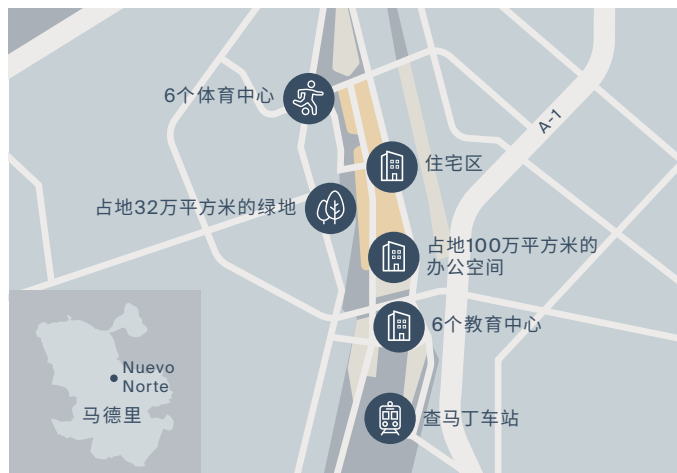 6个体育中心
A-1
住宅区
占地32万平方米的绿地
占地100万平方米的
办公空间
6个教育中心
Nuevo
Norte
马德里
查马丁车站